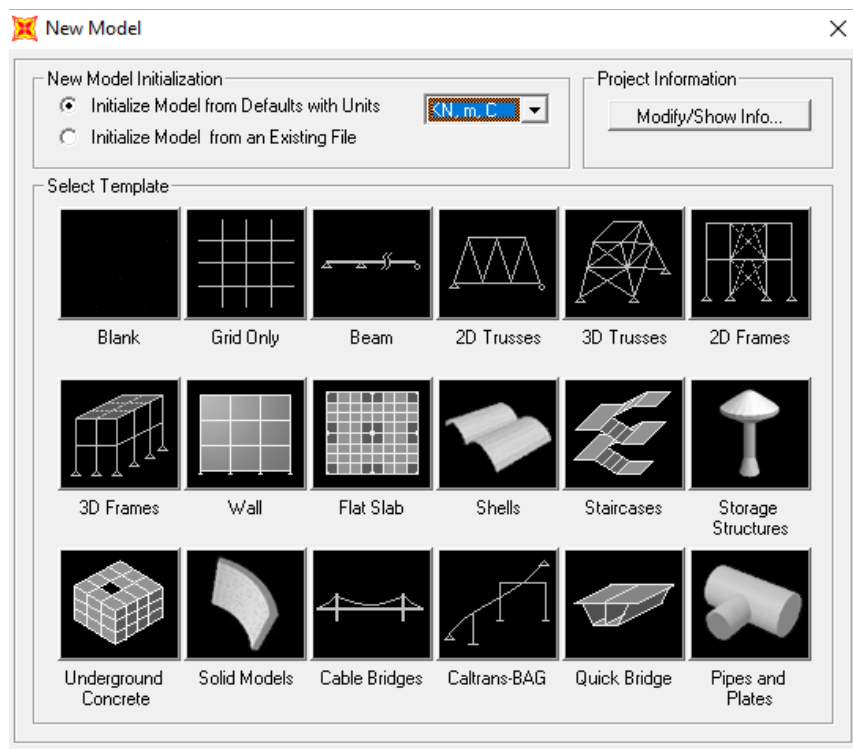 New Model
New Model Initialization
Initialize Model from Defaults with Units
KN, m, C
Initialize Model from an Existing File
Project Information
Modify/Show Info...
Select Template
Blank
Grid Only
Beam
2D Trusses
3D Trusses
2D Frames
3D Frames
Wall
Flat Slab
Shells
Staircases
Storage
Structures
Underground
Concrete
Solid Models
Cable Bridges
Caltrans-BAG
Quick Bridge
Pipes and
Plates